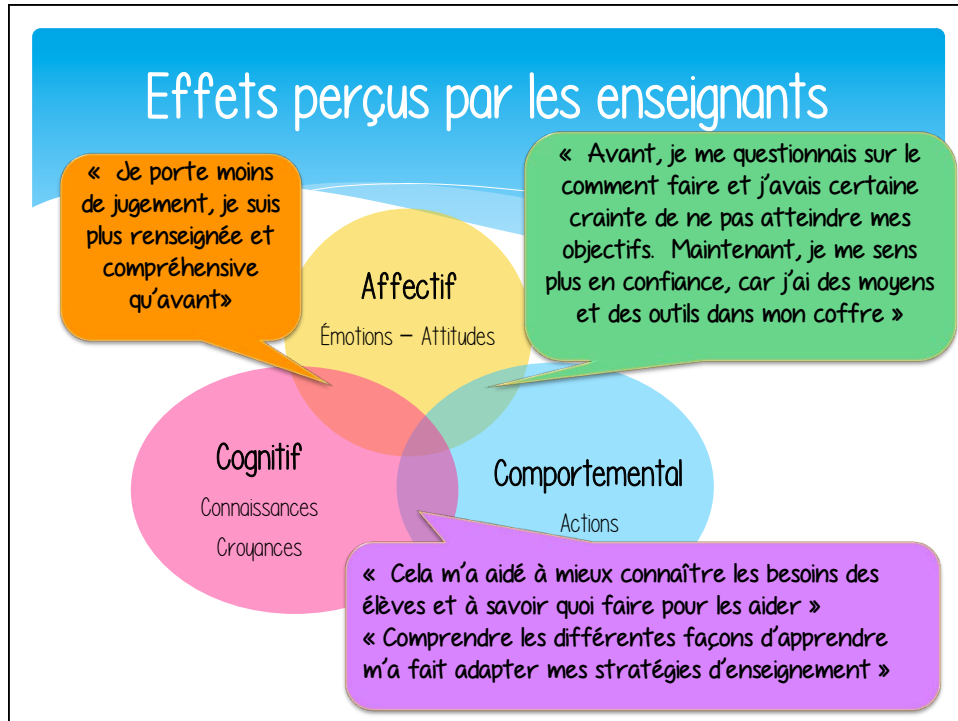 Effets perçus par les enseignants
« Je porte moins
de jugement, je suis
plus renseignée et
compréhensive
qu'avant»
« Avant, je me questionnais sur le
comment faire et j'avais certaine
crainte de ne pas atteindre mes
objectifs. Maintenant, je me sens
plus en confiance, car j'ai des moyens
et des outils dans mon coffre »
Affectif
Émotions – Attitudes
Cognitif
Connaissances
Croyances
Comportemental
Actions
« Cela m'a aidé à mieux connaître les besoins des
élèves et à savoir quoi faire pour les aider »
« Comprendre les différentes façons d'apprendre
m'a fait adapter mes stratégies d'enseignement »